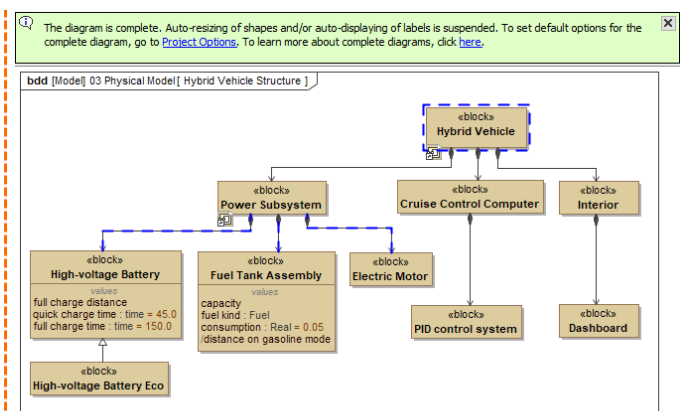 The diagram is complete. Auto-resizing of shapes and/or auto-displaying of labels is suspended. To set default options for the
complete diagram, go to Project Options. To learn more about complete diagrams, click here.
bdd [Model] 03 Physical Model [ Hybrid Vehicle Structure ]
«block»
Hybrid Vehicle
«block»
Power Subsystem
«block»
Cruise Control Computer
«block»
Interior
«block»
High-voltage Battery
values
full charge distance
quick charge time : time = 45.0
full charge time : time = 150.0
«block»
Fuel Tank Assembly
values
capacity
fuel kind : Fuel
consumption : Real = 0.05
/distance on gasoline mode
«block»
Electric Motor
«block»
PID control system
«block»
Dashboard
«block»
High-voltage Battery Eco